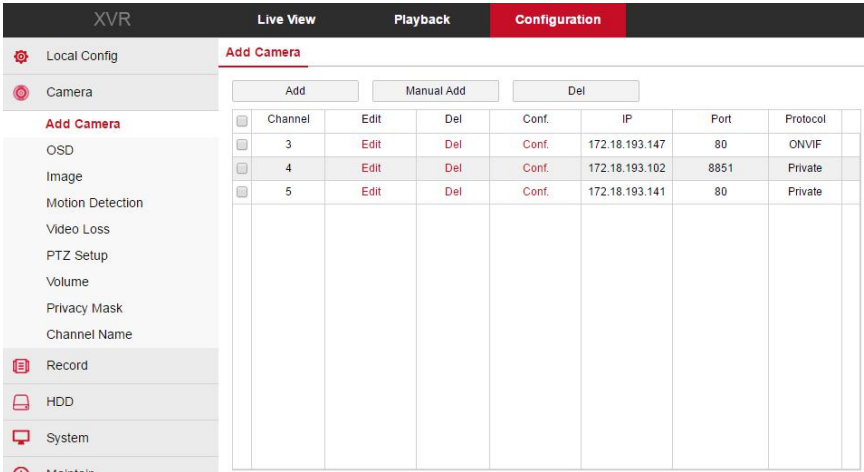 XVR Live View Playback Configuration
Local Config
Camera
Add Camera
OSD
Image
Motion Detection
Video Loss
PTZ Setup
Volume
Privacy Mask
Channel Name
Record
HDD
System
Maintain
Add Camera
Add Manual Add Del
Channel Edit Del Conf. IP Port Protocol
3 Edit Del Conf. 172.18.193.147 80 ONVIF
4 Edit Del Conf. 172.18.193.102 8851 Private
5 Edit Del Conf. 172.18.193.141 80 Private